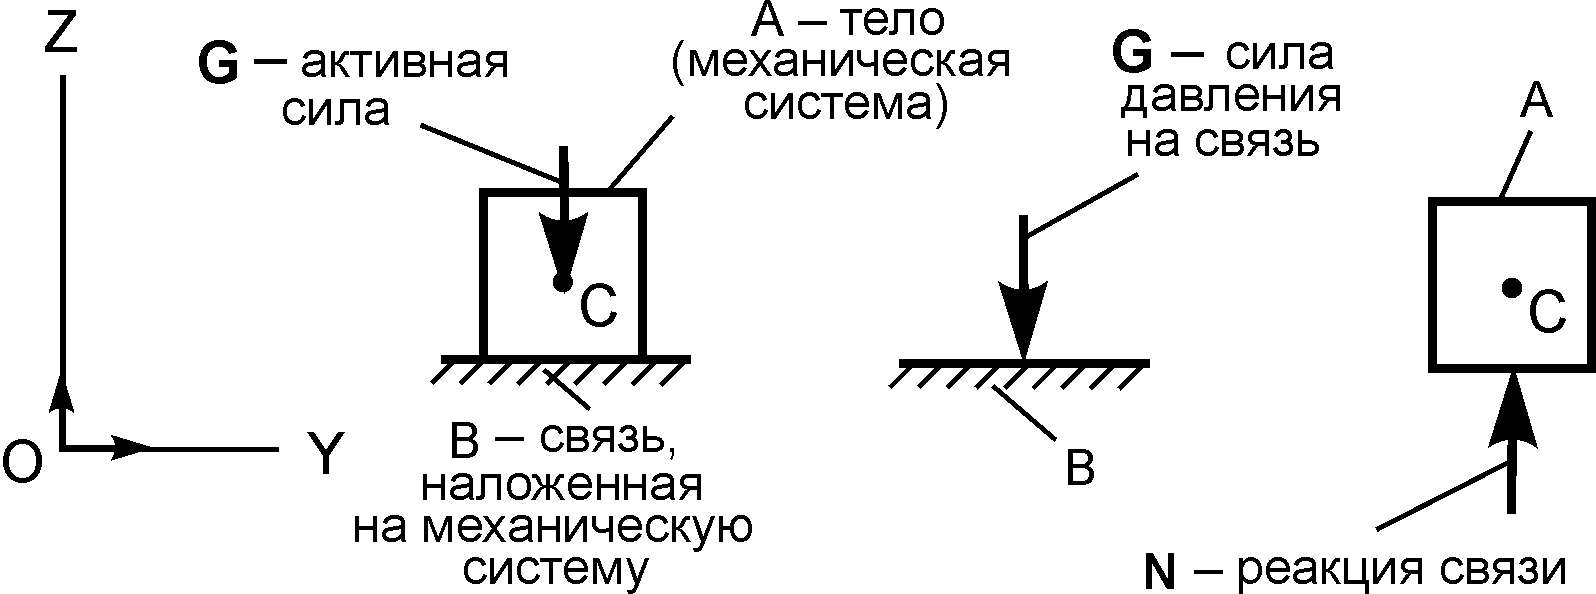 Z
O
Y
G – активная
сила
А – тело
(механическая
система)
С
В – связь,
наложенная
на механическую
систему
G – сила
давления
на связь
В
А
С
N – реакция связи